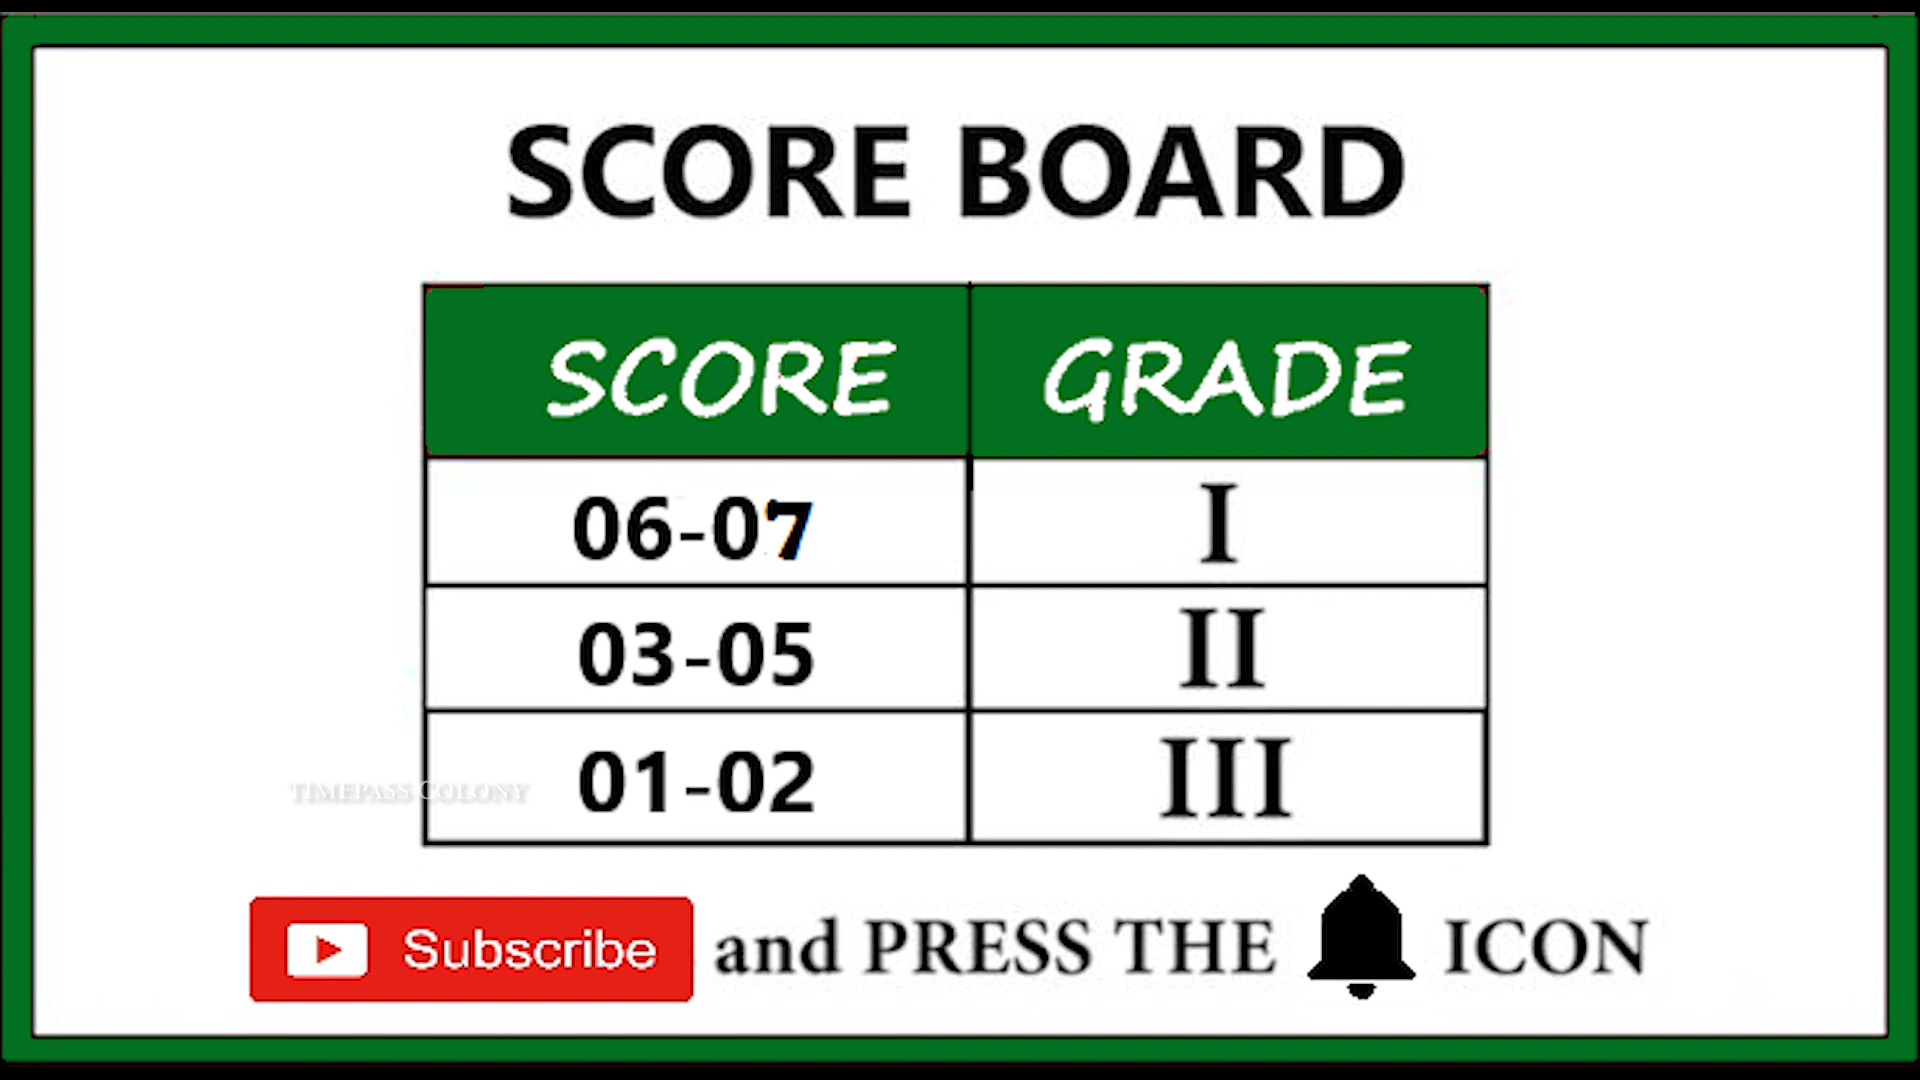 SCORE BOARD
SCORE GRADE
06-07 I
03-05 II
01-02 III
TIMEPASS COLONY
Subscribe and PRESS THE ICON